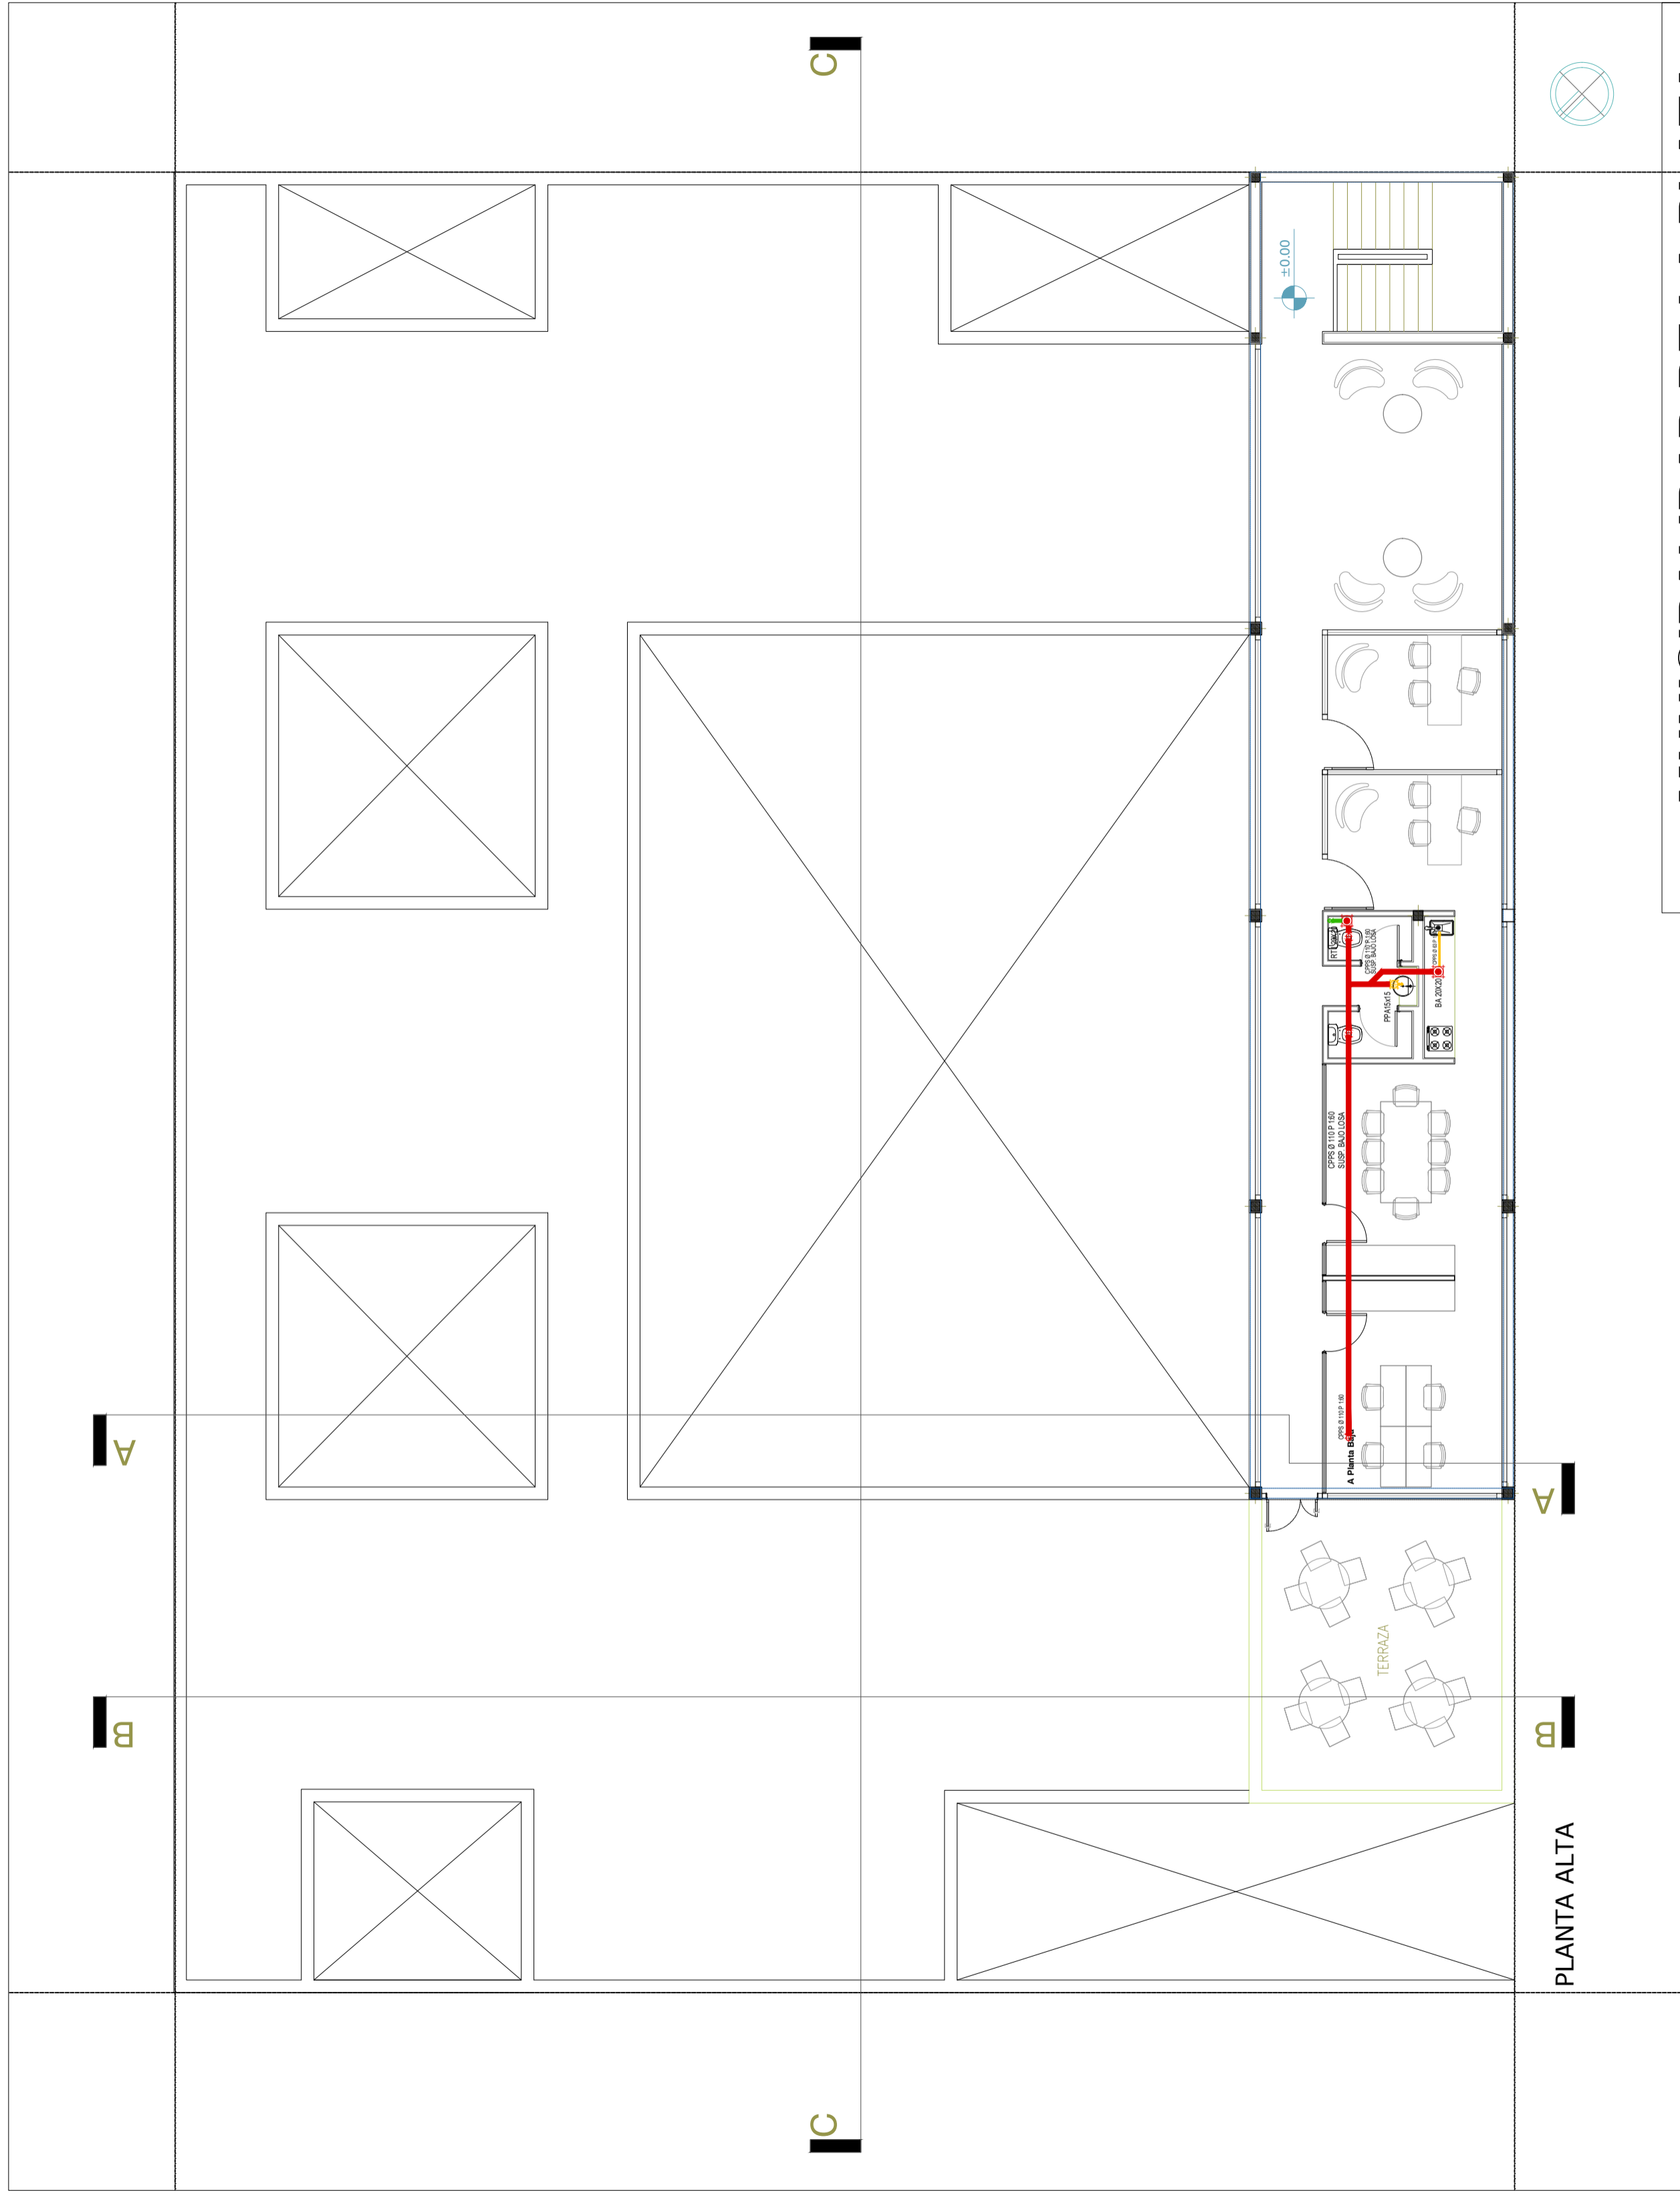 C
±0.00
CPPS Ø 110 P 1:60
SUSP. BAJO LOSA
PPA15x15
BA 20X20
CPPS Ø 110 P 1:60
SUSP. BAJO LOSA
CPPS Ø 110 P 1:60
A Planta Baja
A
A
TERRAZA
B
B
PLANTA ALTA
C